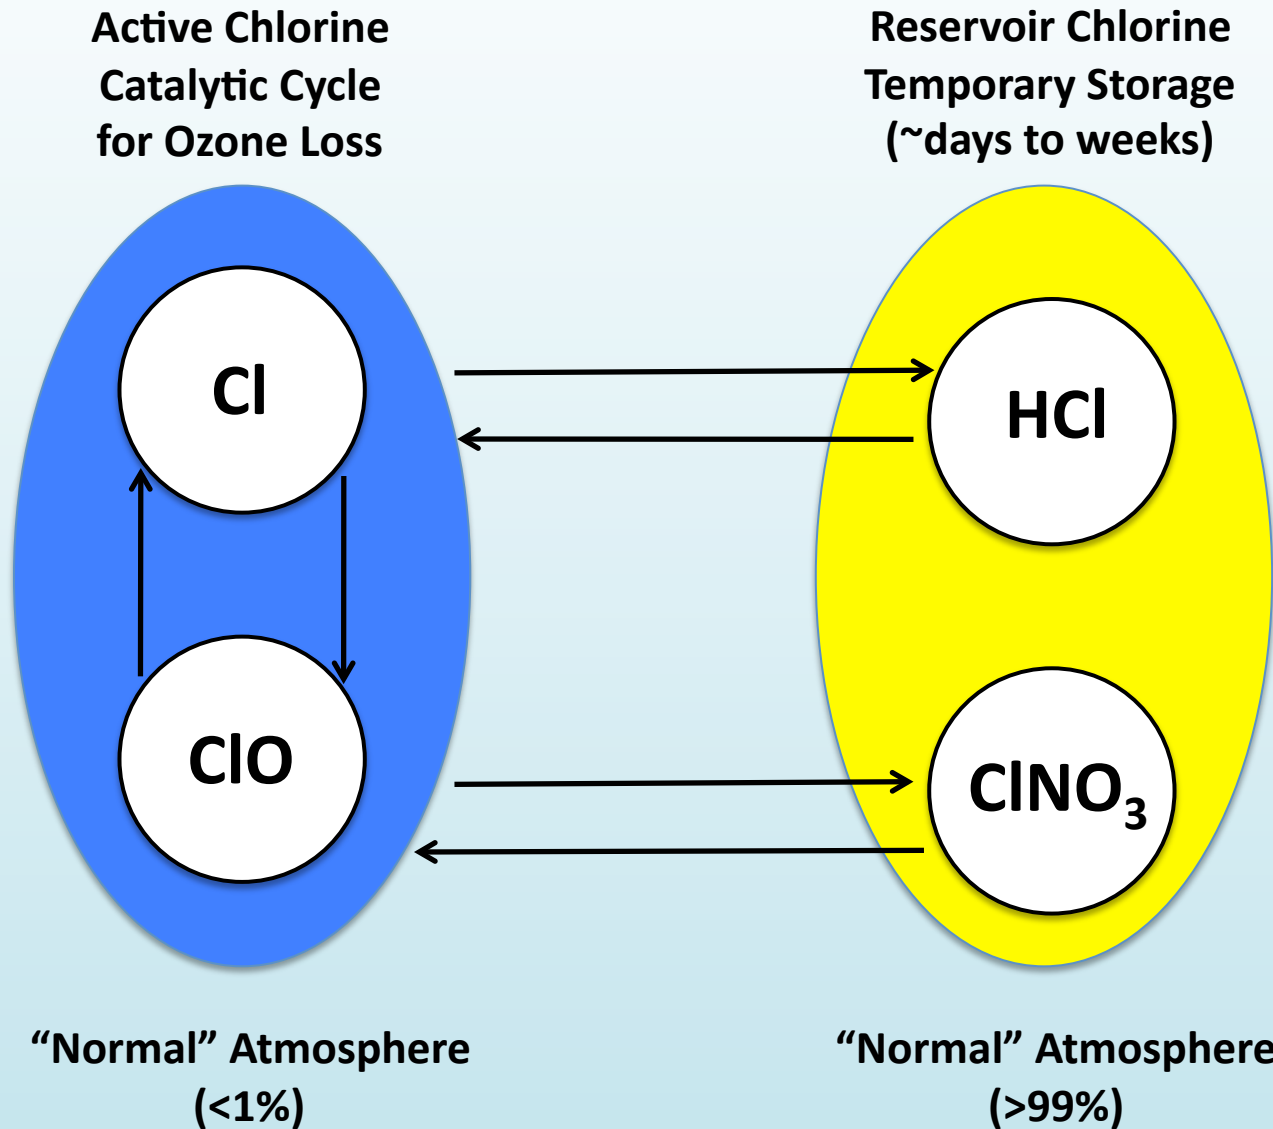 Active Chlorine
Catalytic Cycle
for Ozone Loss
Reservoir Chlorine
Temporary Storage
(~days to weeks)
Cl
HCl
ClO
ClNO₃
“Normal” Atmosphere
(<1%)
“Normal” Atmosphere
(>99%)